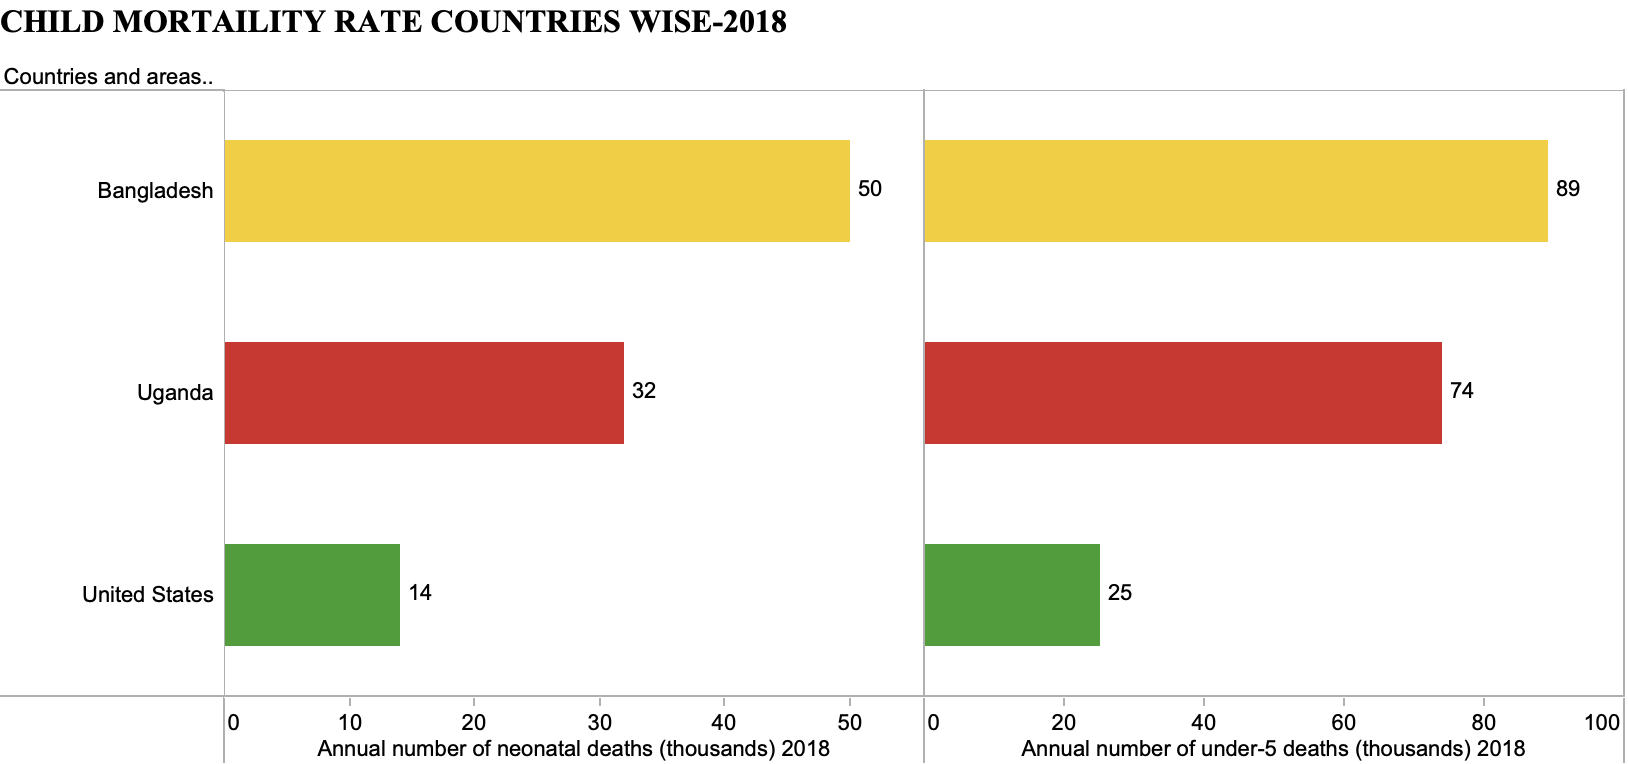 CHILD MORTAILITY RATE COUNTRIES WISE-2018
Countries and areas..
Bangladesh 50 89
Uganda 32 74
United States 14 25
0 10 20 30 40 50 0 20 40 60 80 100
Annual number of neonatal deaths (thousands) 2018 Annual number of under-5 deaths (thousands) 2018